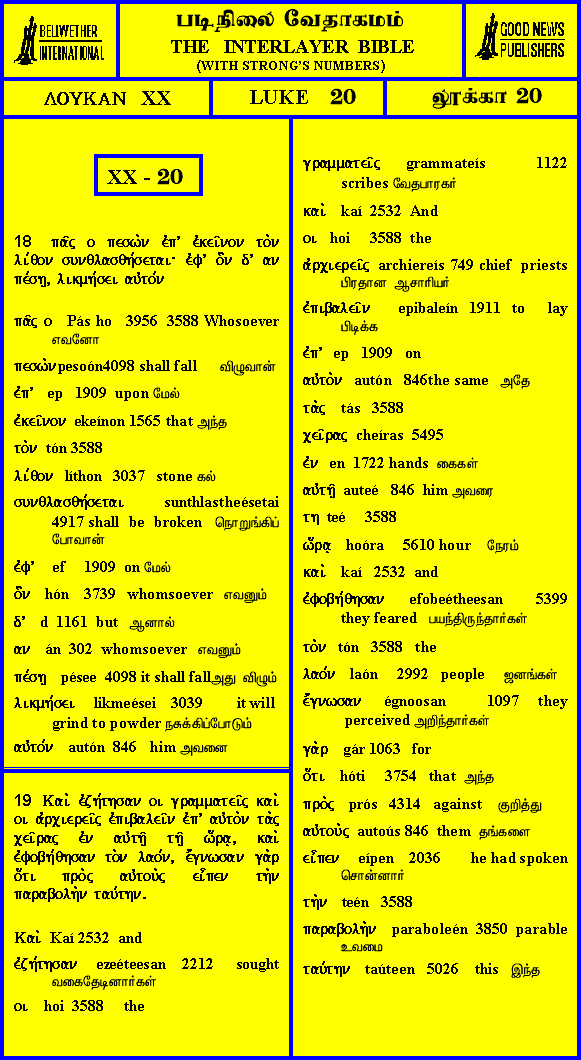 BELLWETHER
INTERNATIONAL
படிநிலை வேதாகமம்
THE INTERLAYER BIBLE
(WITH STRONG'S NUMBERS)
GOOD NEWS
PUBLISHERS
ΛΟΥΚΑΝ XX
LUKE 20
லூக்கா 20
XX - 20
18 πᾶς ο πεσὼν ἐπ’ ἐκεῖνον τὸν
λίθον συνθλασθήσεται· ἐφ’ ὃν δ’ αν
πέσῃ, λικμήσει αὐτόν
πᾶς ο Pás ho 3956 3588 Whosoever
எவனோ
πεσὼν pesoón4098 shall fall விழுவான்
ἐπ’ ep 1909 upon மேல்
ἐκεῖνον ekeínon 1565 that அந்த
τὸν tón 3588
λίθον líthon 3037 stone கல்
συνθλασθήσεται sunthlastheésetai
4917 shall be broken நொறுங்கிப்
போவான்
ἐφ’ ef 1909 on மேல்
ὃν hón 3739 whomsoever எவனும்
δ’ d 1161 but ஆனால்
αν án 302 whomsoever எவனும்
πέσῃ pésee 4098 it shall fallஅது விழும்
λικμήσει likmeései 3039 it will
grind to powder நசுக்கிப்போடும்
αὐτόν autón 846 him அவனை
19 Καὶ ἐζήτησαν οι γραμματεῖς καὶ
οι ἀρχιερεῖς ἐπιβαλεῖν ἐπ’ αὐτὸν τὰς
χεῖρας ἐν αὐτῇ τῇ ὥρᾳ, καὶ
ἐφοβήθησαν τὸν λαόν, ἔγνωσαν γὰρ
ὅτι πρὸς αὐτοὺς εἶπεν τὴν
παραβολὴν ταύτην.
Καὶ Kaí 2532 and
ἐζήτησαν ezeéteesan 2212 sought
வகைதேடினார்கள்
οι hoi 3588 the
γραμματεῖς grammateís 1122
scribes வேதபாரகர்
καὶ kaí 2532 And
οι hoi 3588 the
ἀρχιερεῖς archiereís 749 chief priests
பிரதான ஆசாரியர்
ἐπιβαλεῖν epibaleín 1911 to lay
பிடிக்க
ἐπ’ ep 1909 on
αὐτὸν autón 846the same அதே
τὰς tás 3588
χεῖρας cheíras 5495
ἐν en 1722 hands கைகள்
αὐτῇ auteé 846 him அவரை
τη teé 3588
ὥρᾳ hoóra 5610 hour நேரம்
καὶ kaí 2532 and
ἐφοβήθησαν efobeétheesan 5399
they feared பயந்திருந்தார்கள்
τὸν tón 3588 the
λαόν laón 2992 people ஜனங்கள்
ἔγνωσαν égnoosan 1097 they
perceived அறிந்தார்கள்
γὰρ gár 1063 for
ὅτι hóti 3754 that அந்த
πρὸς prós 4314 against குறித்து
αὐτοὺς autoús 846 them தங்களை
εἶπεν eípen 2036 he had spoken
சொன்னார்
τὴν teén 3588
παραβολὴν paraboleén 3850 parable
உவமை
ταύτην taúteen 5026 this இந்த